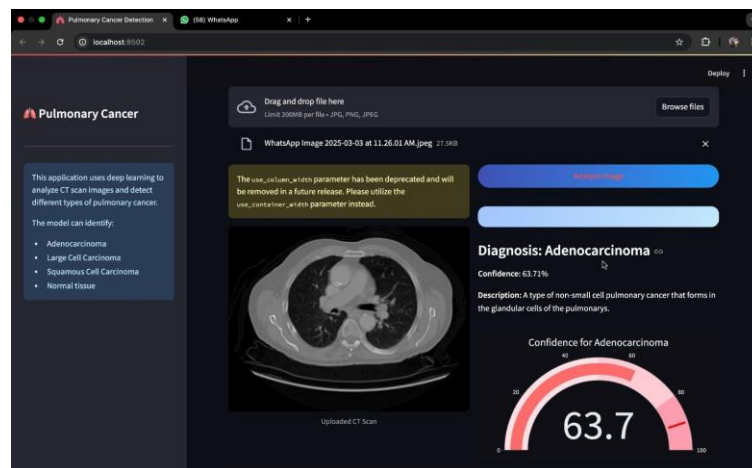 Pulmonary Cancer Detection
(58) WhatsApp
localhost:8502
Deploy
Pulmonary Cancer
This application uses deep learning to
analyze CT scan images and detect
different types of pulmonary cancer.
The model can identify:
Adenocarcinoma
Large Cell Carcinoma
Squamous Cell Carcinoma
Normal tissue
Drag and drop file here
Limit 200MB per file • JPG, PNG, JPEG
Browse files
WhatsApp Image 2025-03-03 at 11.26.01 AM.jpeg 27.5KB
The use_column_width parameter has been deprecated and will
be removed in a future release. Please utilize the
use_container_width parameter instead.
Uploaded CT Scan
Analyze Image
Diagnosis: Adenocarcinoma
Confidence: 63.71%
Description: A type of non-small cell pulmonary cancer that forms in
the glandular cells of the pulmonarys.
Confidence for Adenocarcinoma
40 60
20 80
63.7
0 100